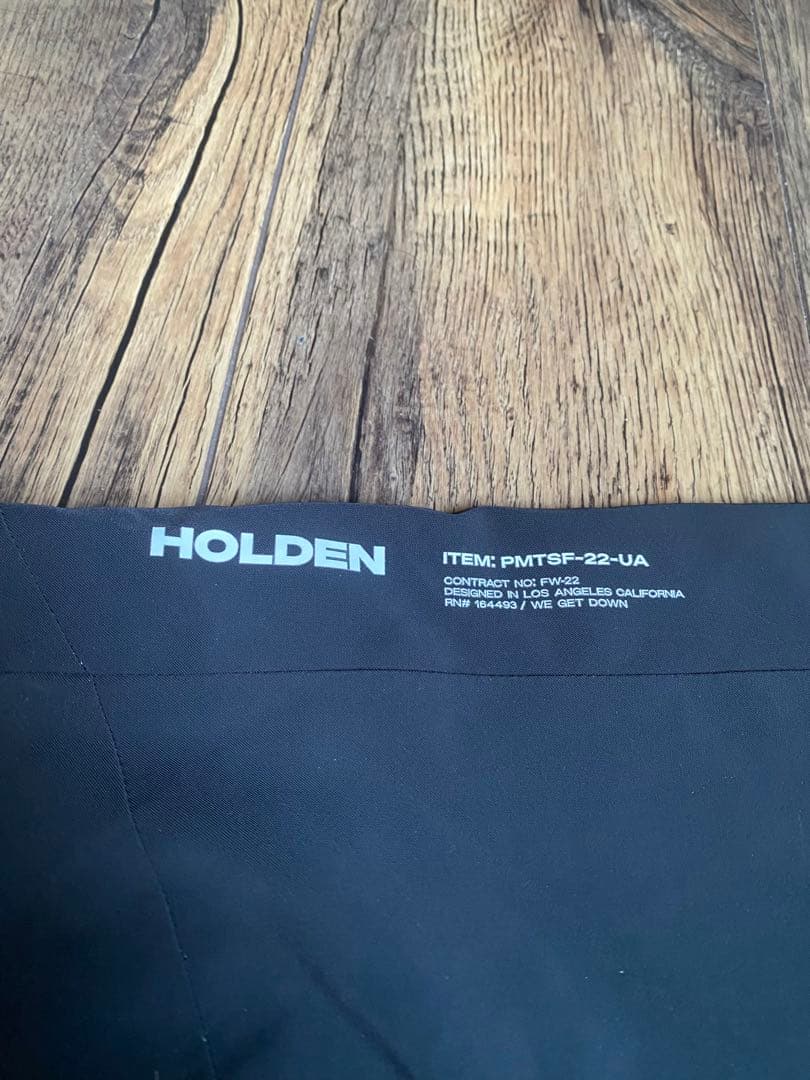 HOLDEN
ITEM: PMTSF-22-UA
CONTRACT NO: FW-22
DESIGNED IN LOS ANGELES CALIFORNIA
RN# 164493 / WE GET DOWN